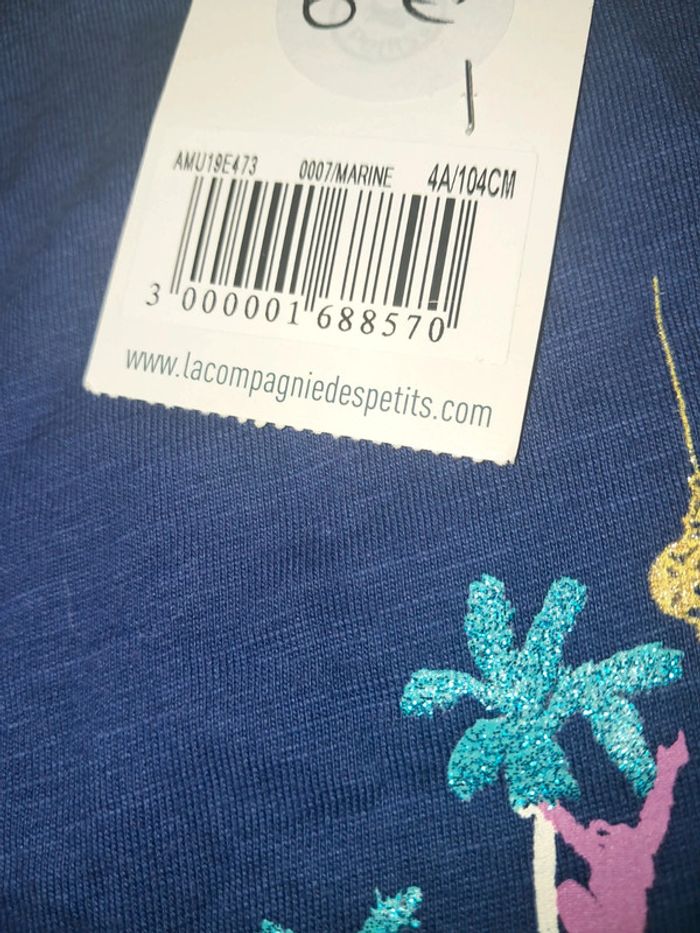 AMU19E473 0007/MARINE 4A/104CM
3 000001 688570
www.lacompagniedespetits.com